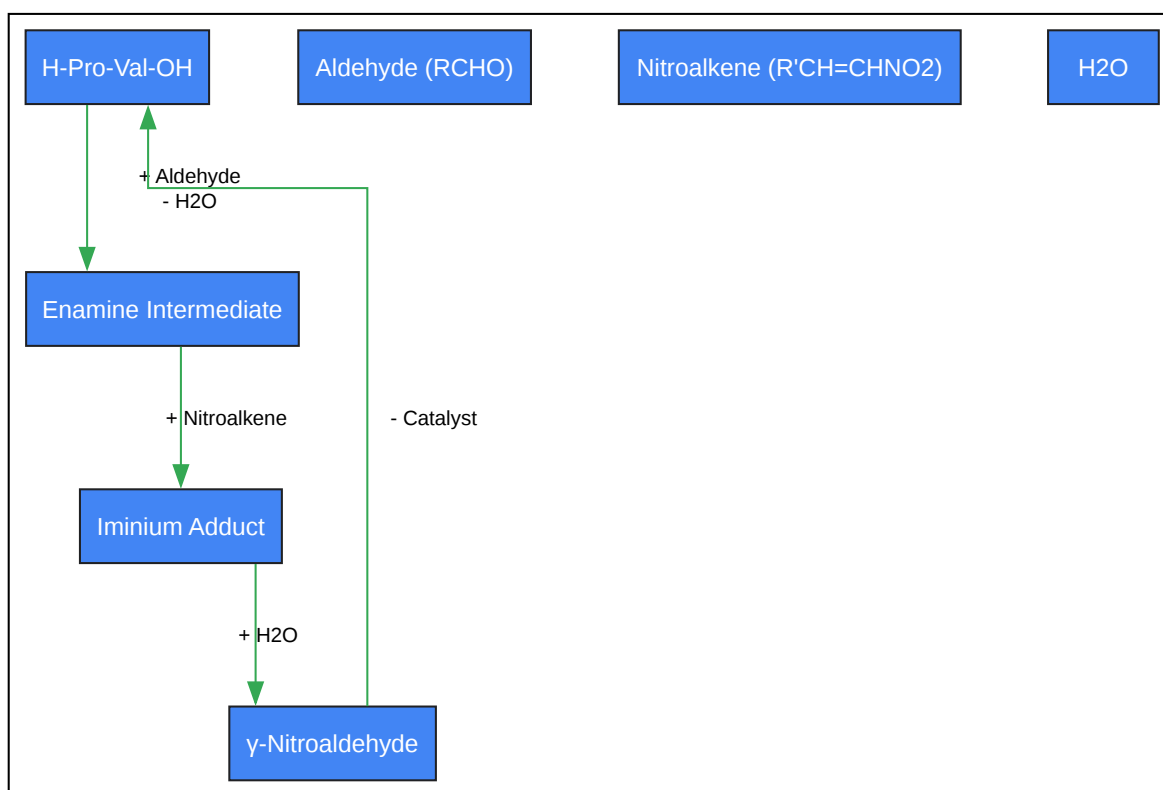 H-Pro-Val-OH
Aldehyde (RCHO)
Nitroalkene (R'CH=CHNO2)
H2O
+ Aldehyde
- H2O
Enamine Intermediate
+ Nitroalkene
- Catalyst
Iminium Adduct
+ H2O
γ-Nitroaldehyde